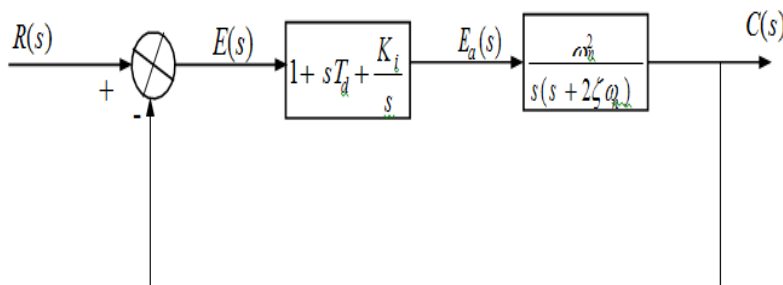 R(s)
+
-
E(s)
1 + sT_d + K_i / s
E_a(s)
ω_n^2 / s(s + 2ζω_n)
C(s)